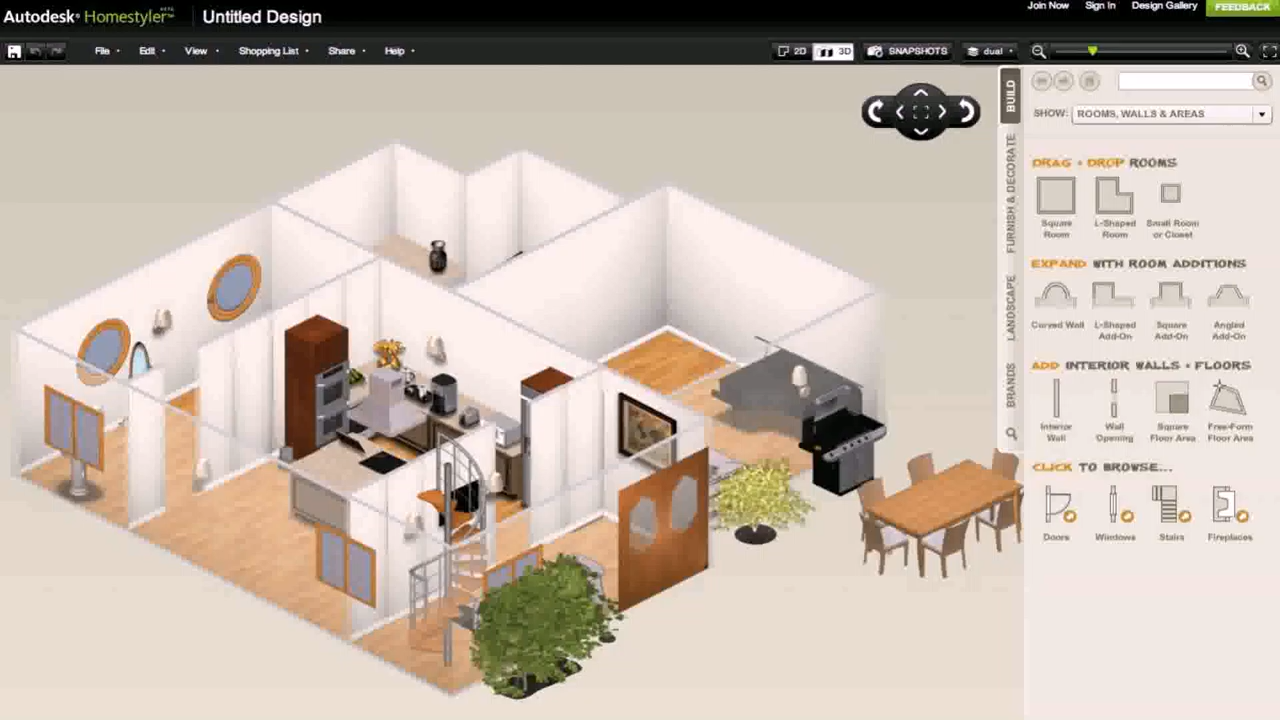 Autodesk® Homestyler™ BETA
Untitled Design
Join Now Sign In Design Gallery FEEDBACK
File Edit View Shopping List Share Help
2D 3D SNAPSHOTS dual
BUILD
FURNISH & DECORATE
LANDSCAPE
BRANDS
SHOW: ROOMS, WALLS & AREAS
DRAG + DROP ROOMS
Square Room
L-Shaped Room
Small Room or Closet
EXPAND WITH ROOM ADDITIONS
Curved Wall
L-Shaped Add-On
Square Add-On
Angled Add-On
ADD INTERIOR WALLS + FLOORS
Interior Wall
Wall Opening
Square Floor Area
Free-Form Floor Area
CLICK TO BROWSE...
Doors Windows Stairs Fireplaces